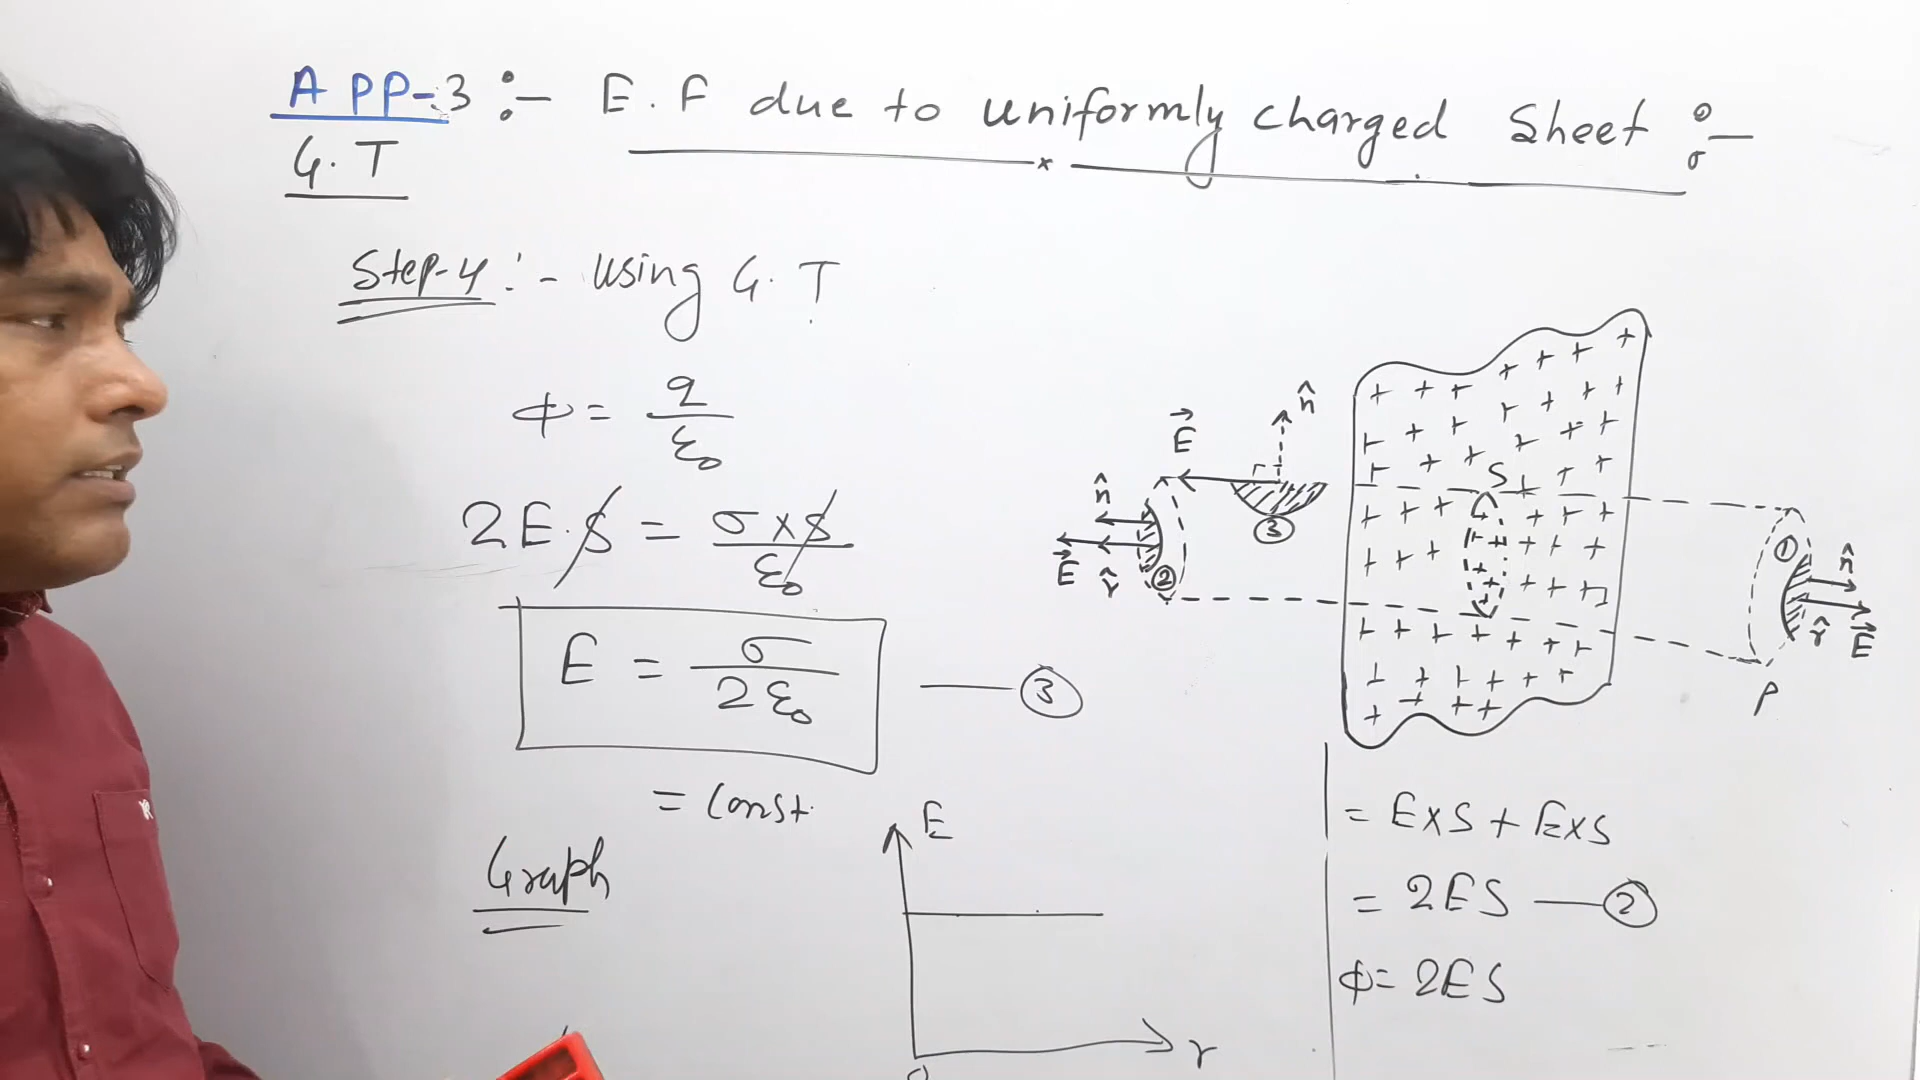 APP-3 :- E.F due to uniformly charged Sheet :-
G.T
Step-4 :- Using G.T
ϕ = q/ε₀
2E.S = σ×S/ε₀
E = σ/2ε₀ — ③
= Const.
Graph
E
r
O
E⃗
n̂
③
n̂
E⃗
r̂
②
S
①
n̂
r̂
E⃗
P
= E×S + E×S
= 2ES — ②
ϕ = 2ES